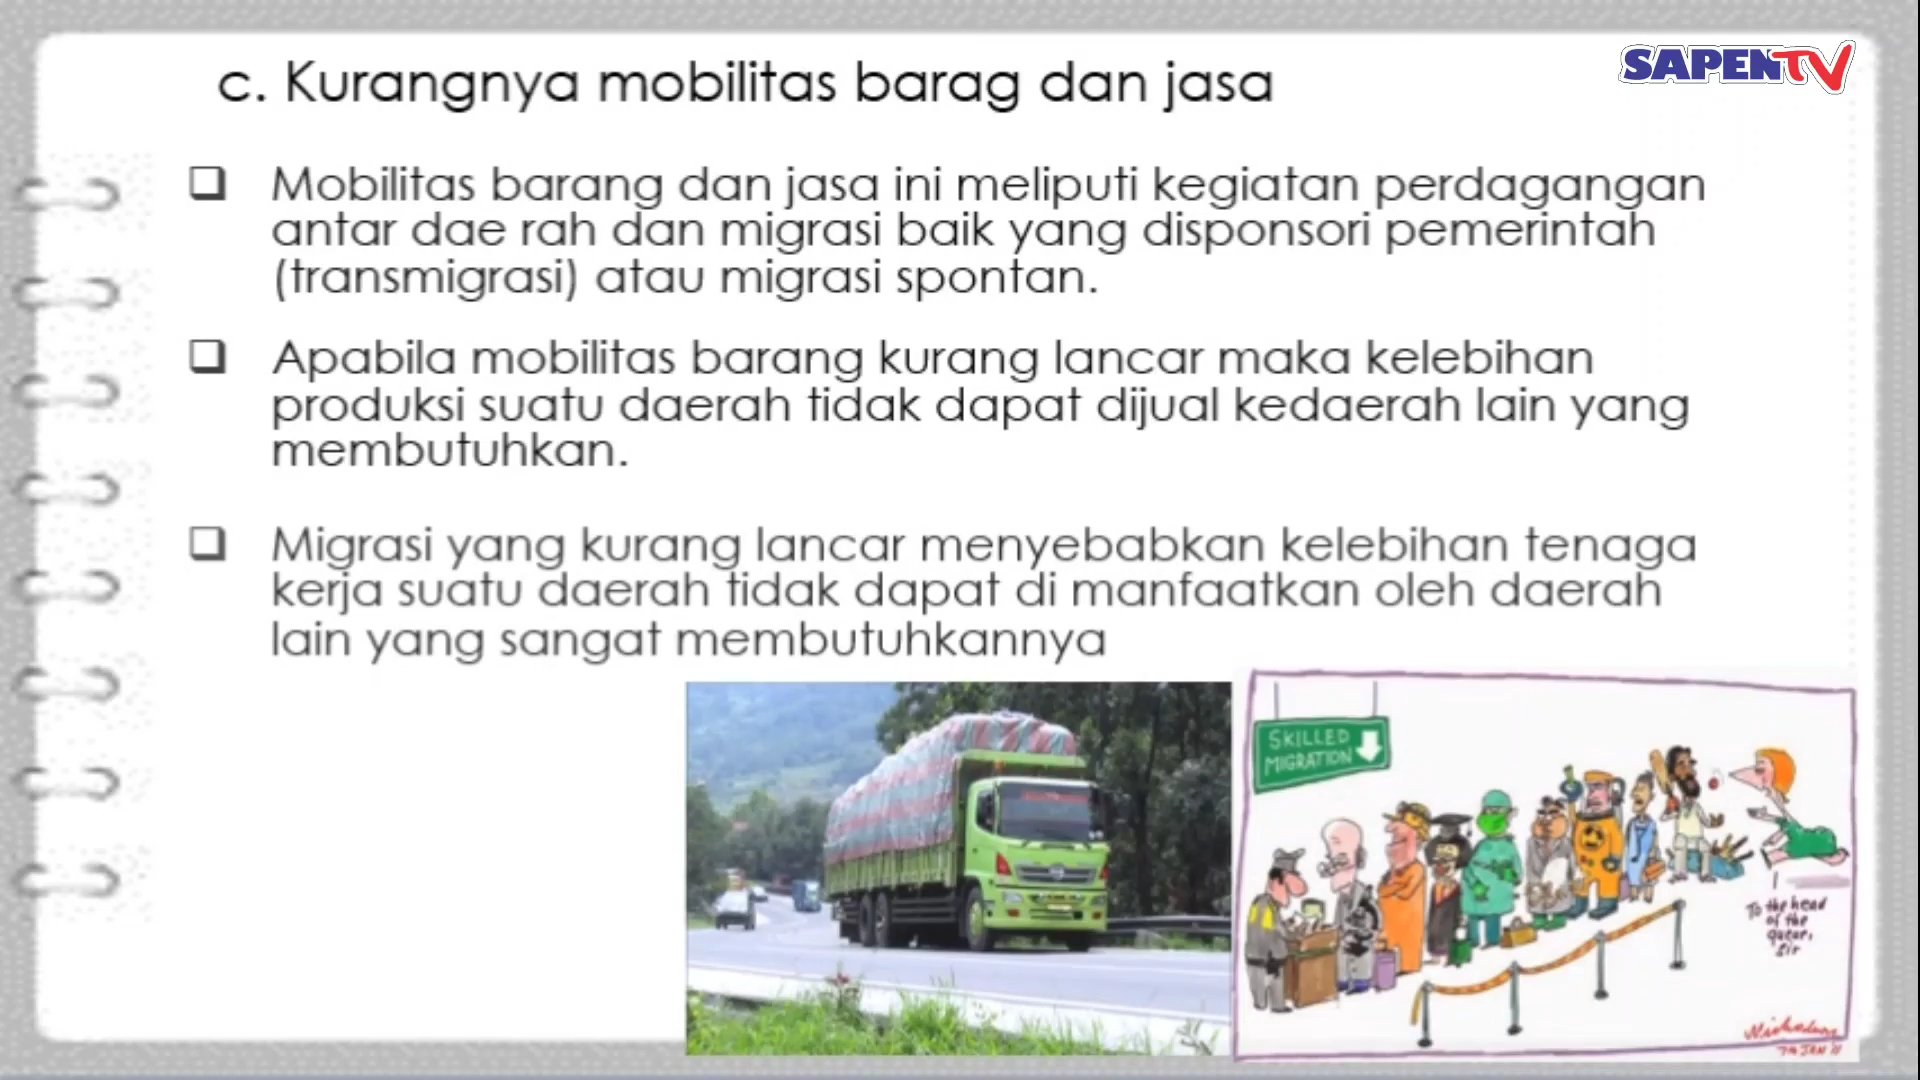 SAPENTV
c. Kurangnya mobilitas barag dan jasa
Mobilitas barang dan jasa ini meliputi kegiatan perdagangan
antar dae rah dan migrasi baik yang disponsori pemerintah
(transmigrasi) atau migrasi spontan.
Apabila mobilitas barang kurang lancar maka kelebihan
produksi suatu daerah tidak dapat dijual kedaerah lain yang
membutuhkan.
Migrasi yang kurang lancar menyebabkan kelebihan tenaga
kerja suatu daerah tidak dapat di manfaatkan oleh daerah
lain yang sangat membutuhkannya
SKILLED
MIGRATION
To the head
of the
queue,
Sir